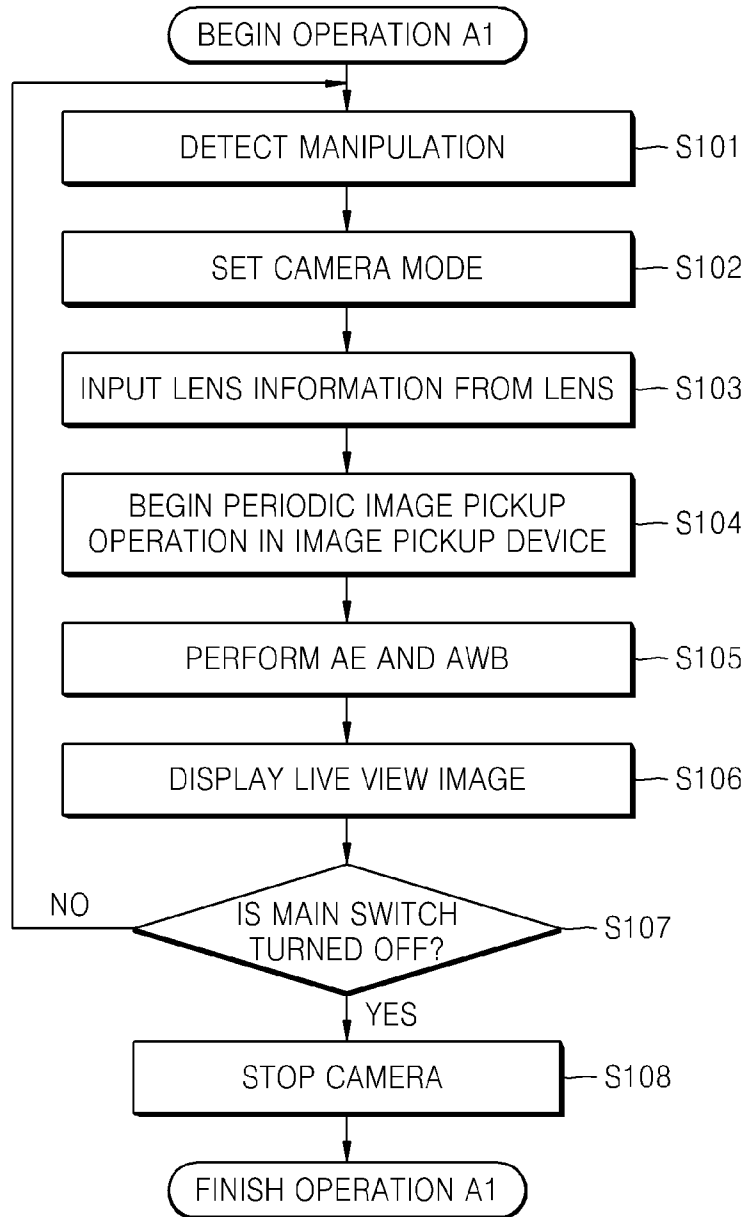 BEGIN OPERATION A1
DETECT MANIPULATION
S101
SET CAMERA MODE
S102
INPUT LENS INFORMATION FROM LENS
S103
BEGIN PERIODIC IMAGE PICKUP
OPERATION IN IMAGE PICKUP DEVICE
S104
PERFORM AE AND AWB
S105
DISPLAY LIVE VIEW IMAGE
S106
NO
IS MAIN SWITCH
TURNED OFF?
S107
YES
STOP CAMERA
S108
FINISH OPERATION A1